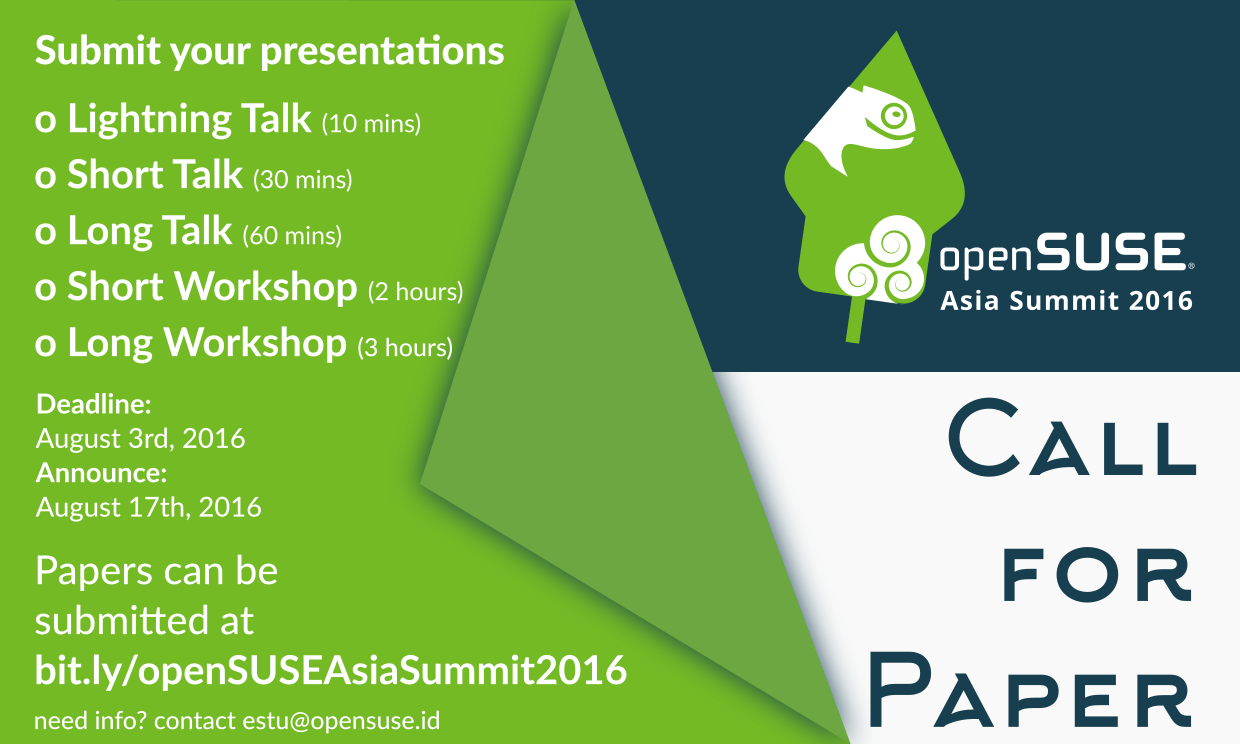 Submit your presentations
o Lightning Talk (10 mins)
o Short Talk (30 mins)
o Long Talk (60 mins)
o Short Workshop (2 hours)
o Long Workshop (3 hours)
Deadline:
August 3rd, 2016
Announce:
August 17th, 2016
Papers can be
submitted at
bit.ly/openSUSEAsiaSummit2016
need info? contact estu@opensuse.id
openSUSE®
Asia Summit 2016
CALL
FOR
PAPER